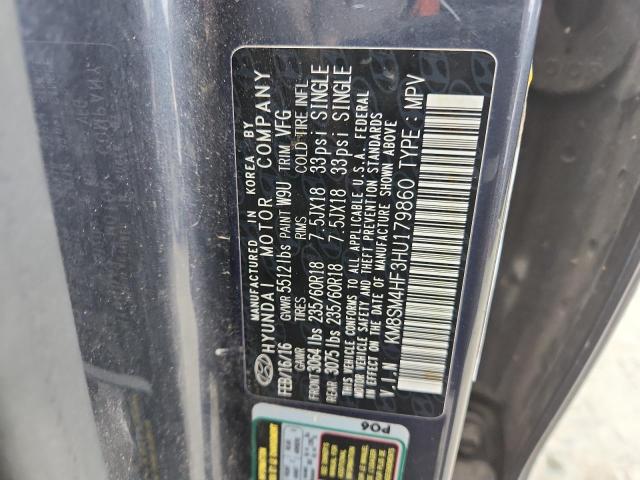 MANUFACTURED IN KOREA BY
HYUNDAI MOTOR COMPANY
FEB/16/16 GVWR 5512 lbs PAINT W9U TRIM VFG
GAWR TIRES RIMS COLD TIRE INFL
FRONT 3064 lbs 235/60R18 7.5JX18 33psi SINGLE
REAR 3075 lbs 235/60R18 7.5JX18 33psi SINGLE
THIS VEHICLE CONFORMS TO ALL APPLICABLE U.S.A. FEDERAL
MOTOR VEHICLE SAFETY AND THEFT PREVENTION STANDARDS
IN EFFECT ON THE DATE OF MANUFACTURE SHOWN ABOVE
V.I.N : KM8SM4HF3HU179860 TYPE : MPV
P06